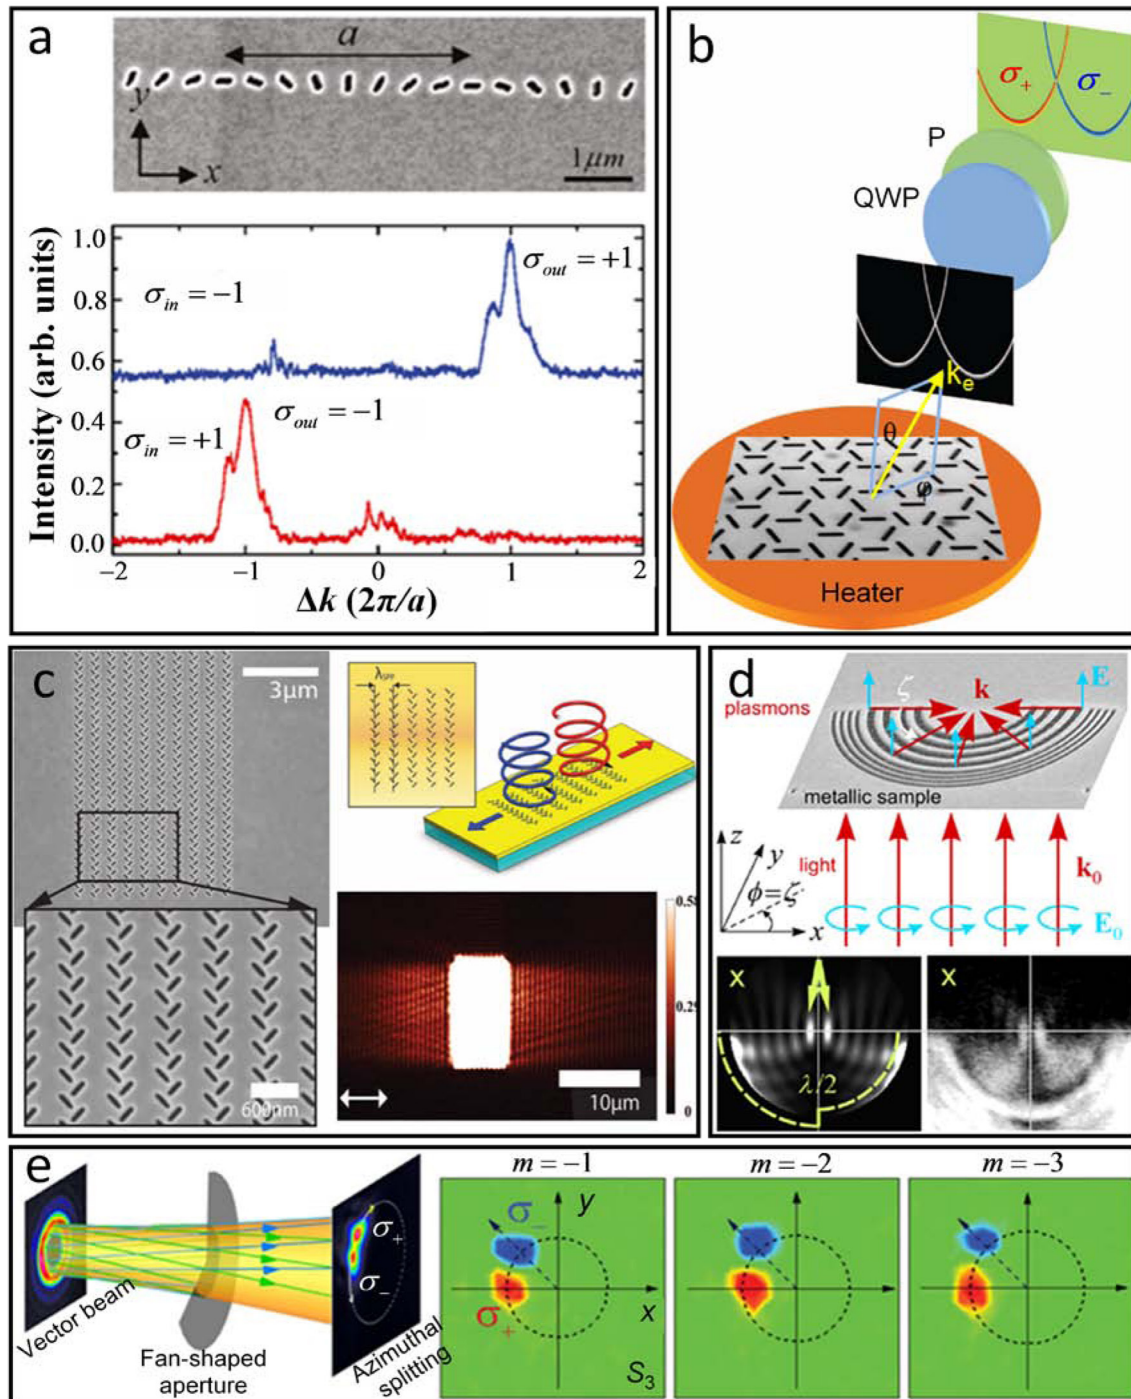 a
a
y
x
1μm
Intensity (arb. units)
1.0
0.8
0.6
0.4
0.2
0.0
σin = −1
σout = +1
σin = +1
σout = −1
−2
−1
0
1
2
Δk (2π/a)
b
σ+
σ−
P
QWP
ke
θ
φ
Heater
c
3μm
600nm
λspp
0.5
0.25
0
10μm
d
plasmons
ζ
k
E
metallic sample
z
y
x
ϕ=ζ
light
k0
E0
x
λ/2
x
e
Vector beam
Fan-shaped
aperture
σ+
σ−
Azimuthal
splitting
m = −1
m = −2
m = −3
σ−
y
σ+
x
S3